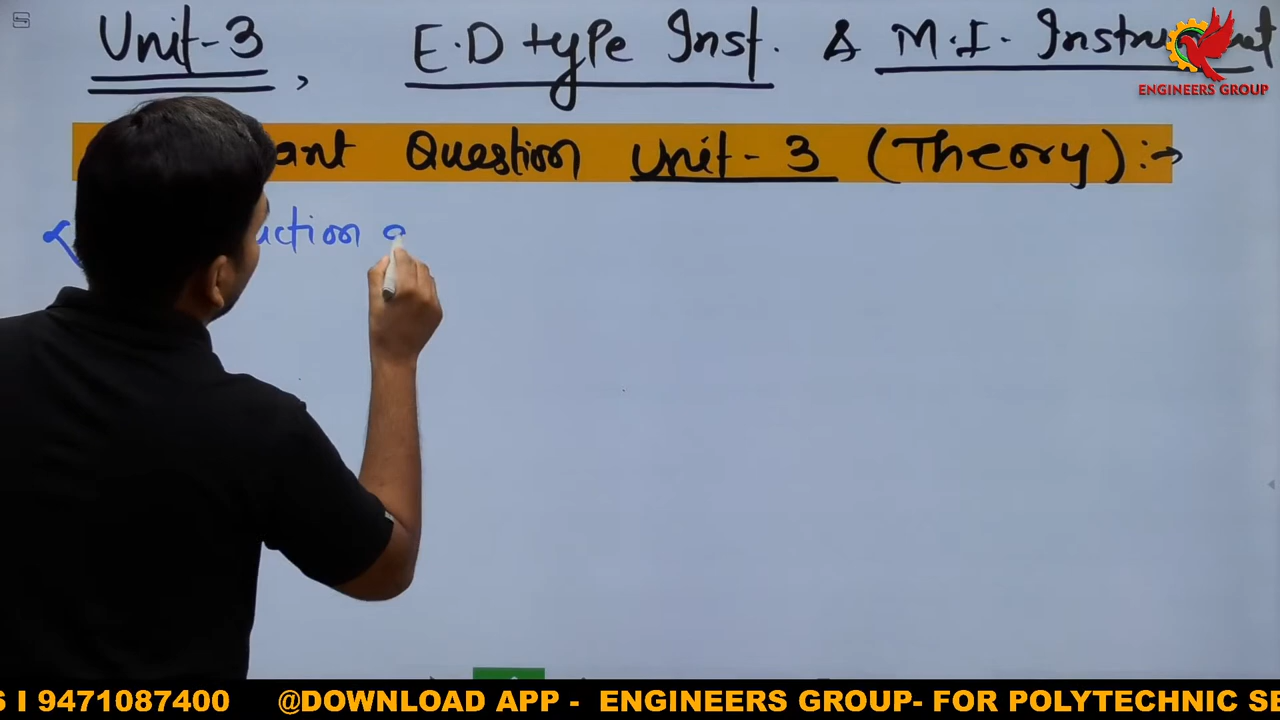 Unit-3, E.D type Inst. & M.I. Instrument
ENGINEERS GROUP
ant Question Unit - 3 (Theory):→
uction
S I 9471087400 @DOWNLOAD APP - ENGINEERS GROUP- FOR POLYTECHNIC SE